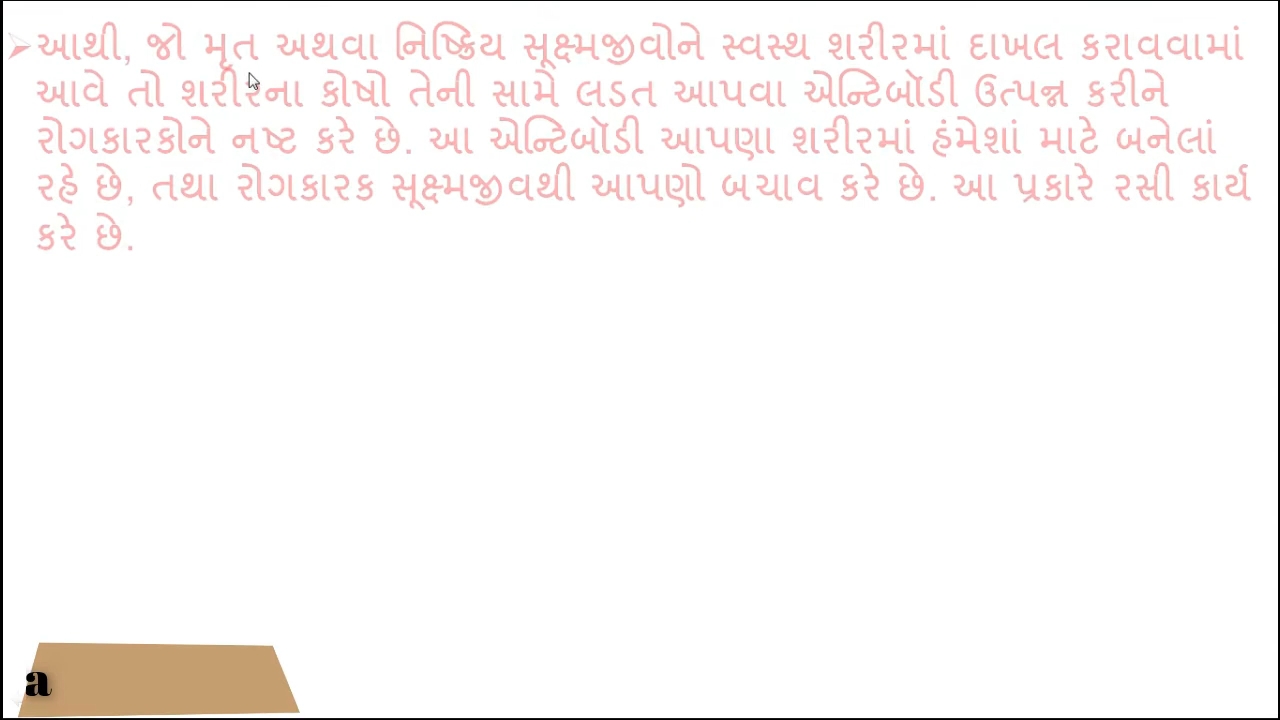 આથી, જો મૃત અથવા નિષ્ક્રિય સૂક્ષ્મજીવોને સ્વસ્થ શરીરમાં દાખલ કરાવવામાં
આવે તો શરીરના કોષો તેની સામે લડત આપવા એન્ટિબૉડી ઉત્પન્ન કરીને
રોગકારકોને નષ્ટ કરે છે. આ એન્ટિબૉડી આપણા શરીરમાં હંમેશાં માટે બનેલાં
રહે છે, તથા રોગકારક સૂક્ષ્મજીવથી આપણો બચાવ કરે છે. આ પ્રકારે રસી કાર્ય
કરે છે.
a